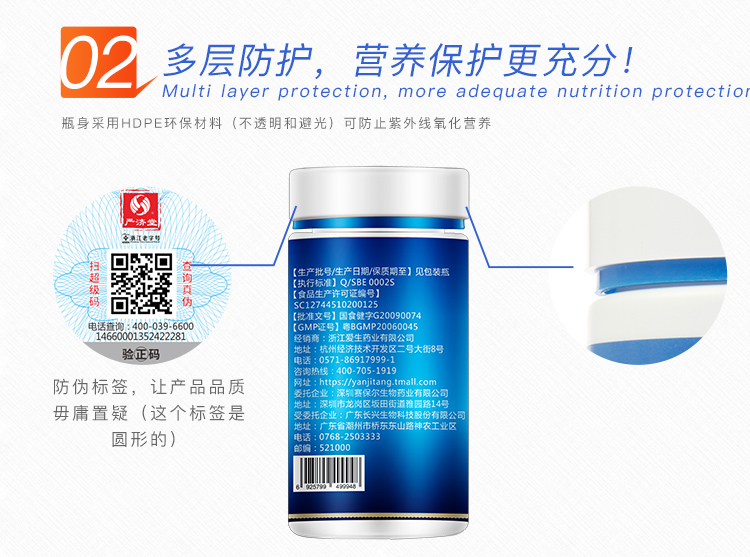 02
多层防护，营养保护更充分！
Multi layer protection, more adequate nutrition protection
瓶身采用HDPE环保材料（不透明和避光）可防止紫外线氧化营养
严济堂
浙江老字号
扫超级码
查询真伪
电话查询：400-039-6600
14660001352422281
验正码
防伪标签，让产品品质
毋庸置疑（这个标签是
圆形的）
【生产批号/生产日期/保质期至】见包装瓶
【执行标准】Q/SBE 0002S
【食品生产许可证编号】
SC12744510200125
【批准文号】国食健字G20090074
【GMP证号】粤BGMP2006004S
经销商：浙江爱生药业有限公司
地址：杭州经济技术开发区二号大街8号
电话：0571-86917999-1
咨询热线：400-705-1919
网址：https://yanjitang.tmall.com
委托企业：深圳赛保尔生物药业有限公司
地址：深圳市龙岗区坂田街道雅园路14号
受委托企业：广东长兴生物科技股份有限公司
地址：广东省潮州市桥东东山路神农工业区
电话：0768-2503333
邮编：521000
6 925799 499948